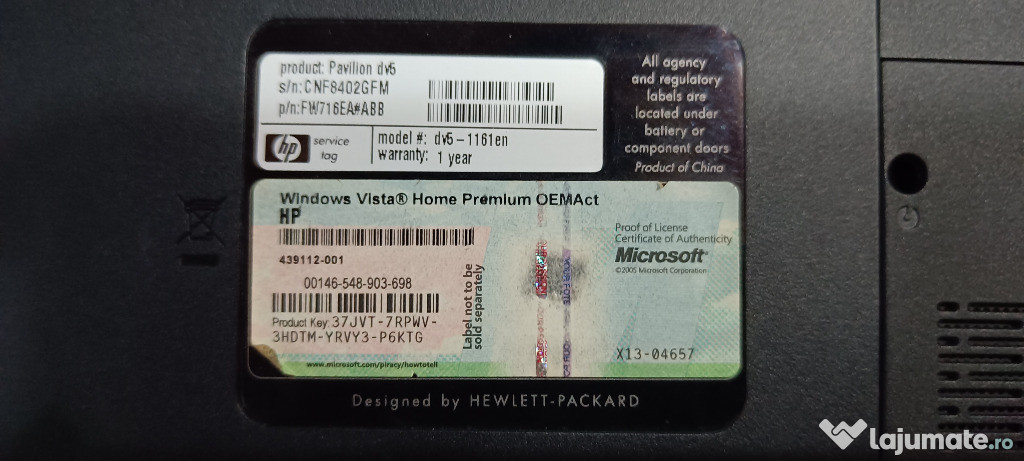 product: Pavilion dv5
s/n: CNF8402GFM
p/n: FW716EA#ABB
hp service
tag
model #: dv5-1161en
warranty: 1 year
All agency
and regulatory
labels are
located under
battery or
component doors
Product of China
Windows Vista® Home Premium OEMAct
HP
439112-001
00146-548-903-698
Product Key: 37JVT-7RPWV-
3HDTM-YRVY3-P6KTG
www.microsoft.com/piracy/howtotell
Label not to be
sold separately
Proof of License
Certificate of Authenticity
Microsoft®
©2005 Microsoft Corporation
X13-04657
Designed by HEWLETT-PACKARD
lajumate.ro